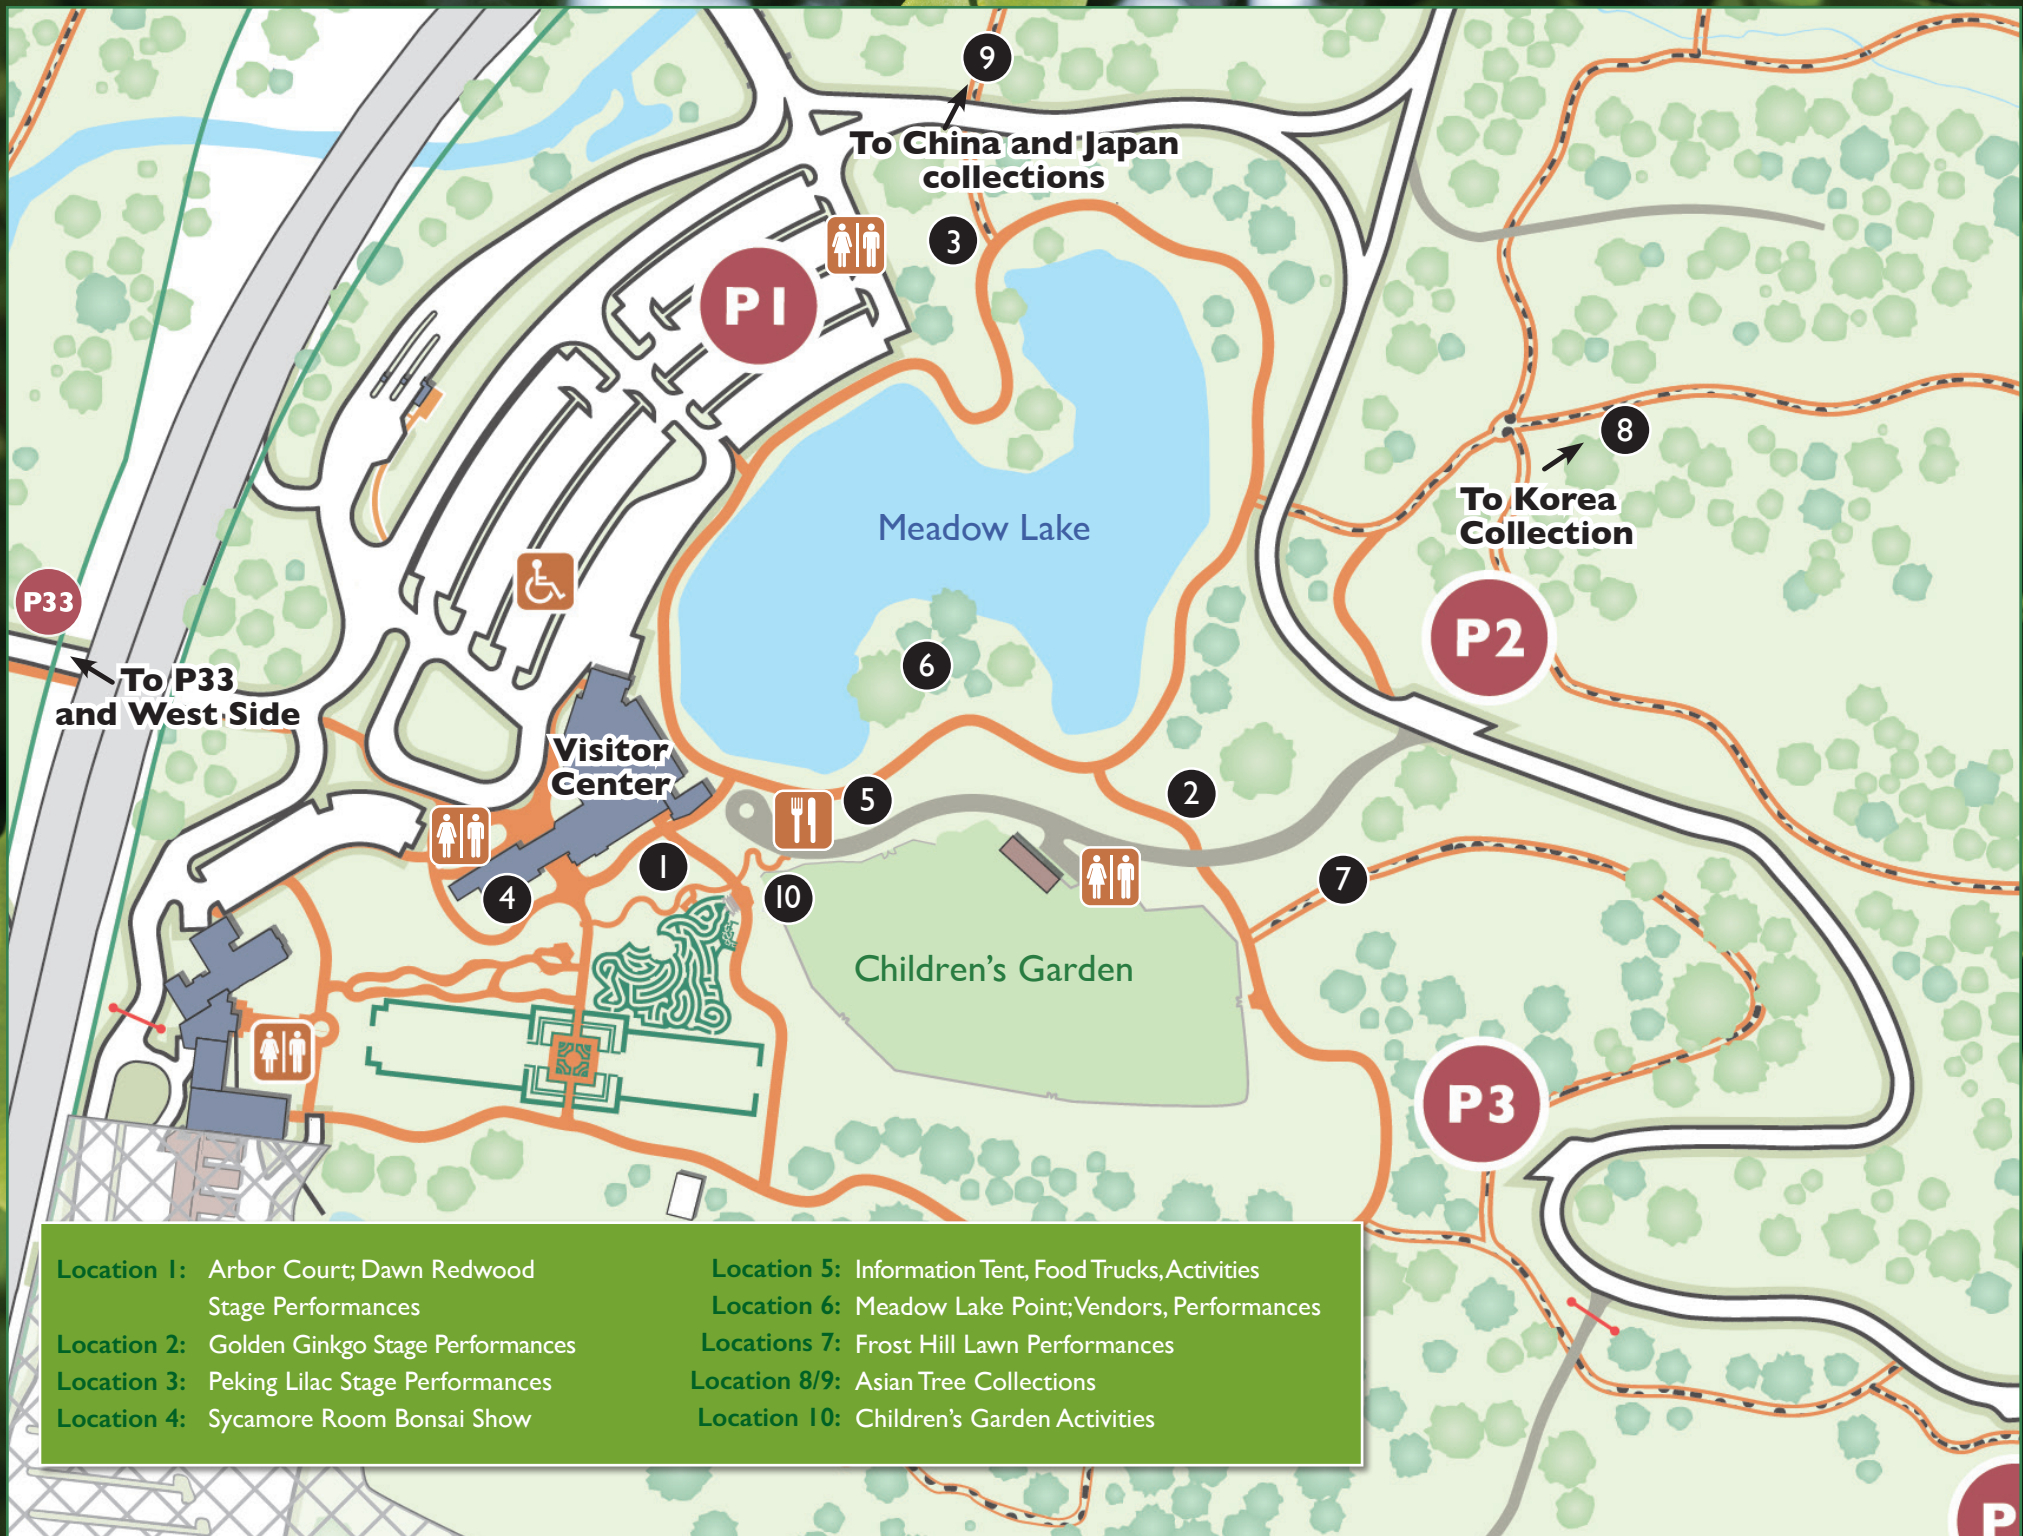 9
To China and Japan
collections
3
P1
8
To Korea
Collection
Meadow Lake
P33
To P33
and West Side
P2
6
Visitor
Center
5
2
1
7
4
10
Children's Garden
P3
Location 1: Arbor Court; Dawn Redwood
Stage Performances
Location 2: Golden Ginkgo Stage Performances
Location 3: Peking Lilac Stage Performances
Location 4: Sycamore Room Bonsai Show
Location 5: Information Tent, Food Trucks, Activities
Location 6: Meadow Lake Point; Vendors, Performances
Locations 7: Frost Hill Lawn Performances
Location 8/9: Asian Tree Collections
Location 10: Children's Garden Activities
P